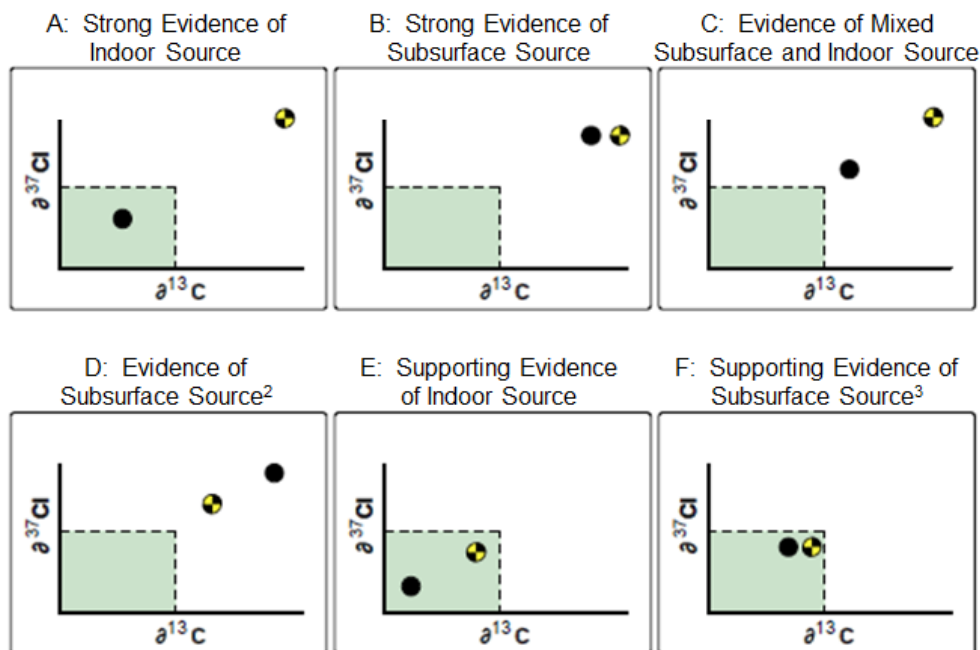 A: Strong Evidence of
Indoor Source
B: Strong Evidence of
Subsurface Source
C: Evidence of Mixed
Subsurface and Indoor Source
∂³⁷Cl
∂¹³C
∂³⁷Cl
∂¹³C
∂³⁷Cl
∂¹³C
D: Evidence of
Subsurface Source²
E: Supporting Evidence
of Indoor Source
F: Supporting Evidence of
Subsurface Source³
∂³⁷Cl
∂¹³C
∂³⁷Cl
∂¹³C
∂³⁷Cl
∂¹³C